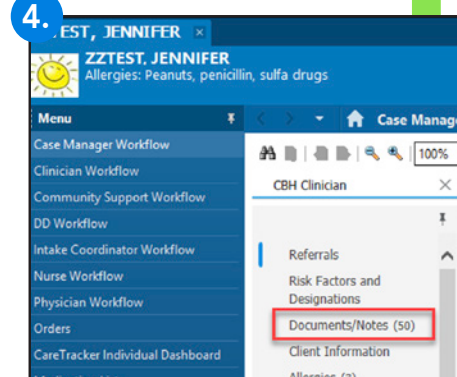 4.
EST, JENNIFER ×
ZZTEST, JENNIFER
Allergies: Peanuts, penicillin, sulfa drugs
Menu
Case Manage
Case Manager Workflow
Clinician Workflow
Community Support Workflow
DD Workflow
Intake Coordinator Workflow
Nurse Workflow
Physician Workflow
Orders
CareTracker Individual Dashboard
100%
CBH Clinician ×
Referrals
Risk Factors and
Designations
Documents/Notes (50)
Client Information